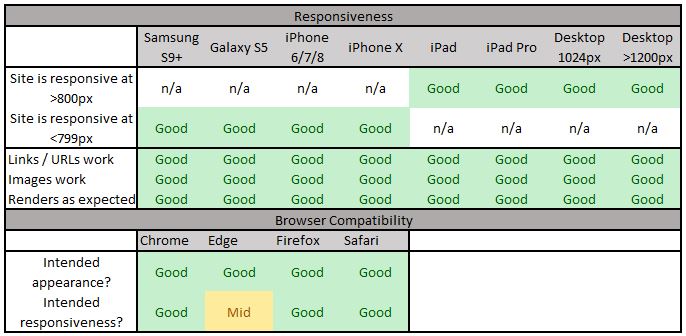 Responsiveness
Samsung S9+ Galaxy S5 iPhone 6/7/8 iPhone X iPad iPad Pro Desktop 1024px Desktop >1200px
Site is responsive at >800px n/a n/a n/a n/a Good Good Good Good
Site is responsive at <799px Good Good Good Good n/a n/a n/a n/a
Links / URLs work Good Good Good Good Good Good Good Good
Images work Good Good Good Good Good Good Good Good
Renders as expected Good Good Good Good Good Good Good Good
Browser Compatibility
Chrome Edge Firefox Safari
Intended appearance? Good Good Good Good
Intended responsiveness? Good Mid Good Good